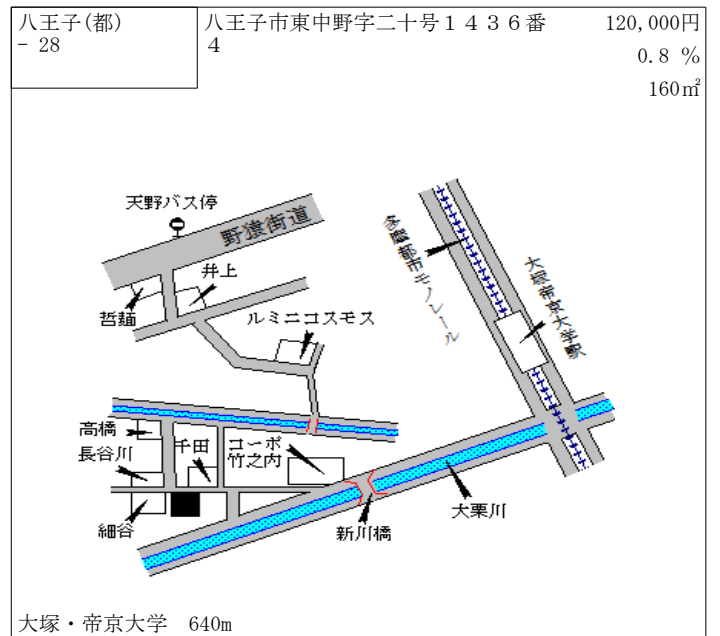 八王子(都)
- 28
八王子市東中野字二十号１４３６番
4
120,000円
0.8 %
160㎡
天野バス停
野猿街道
井上
哲麺
ルミニコスモス
多摩都市モノレール
大塚帝京大学駅
高橋
長谷川
千田
コーポ
竹之内
細谷
新川橋
大栗川
大塚・帝京大学　640m